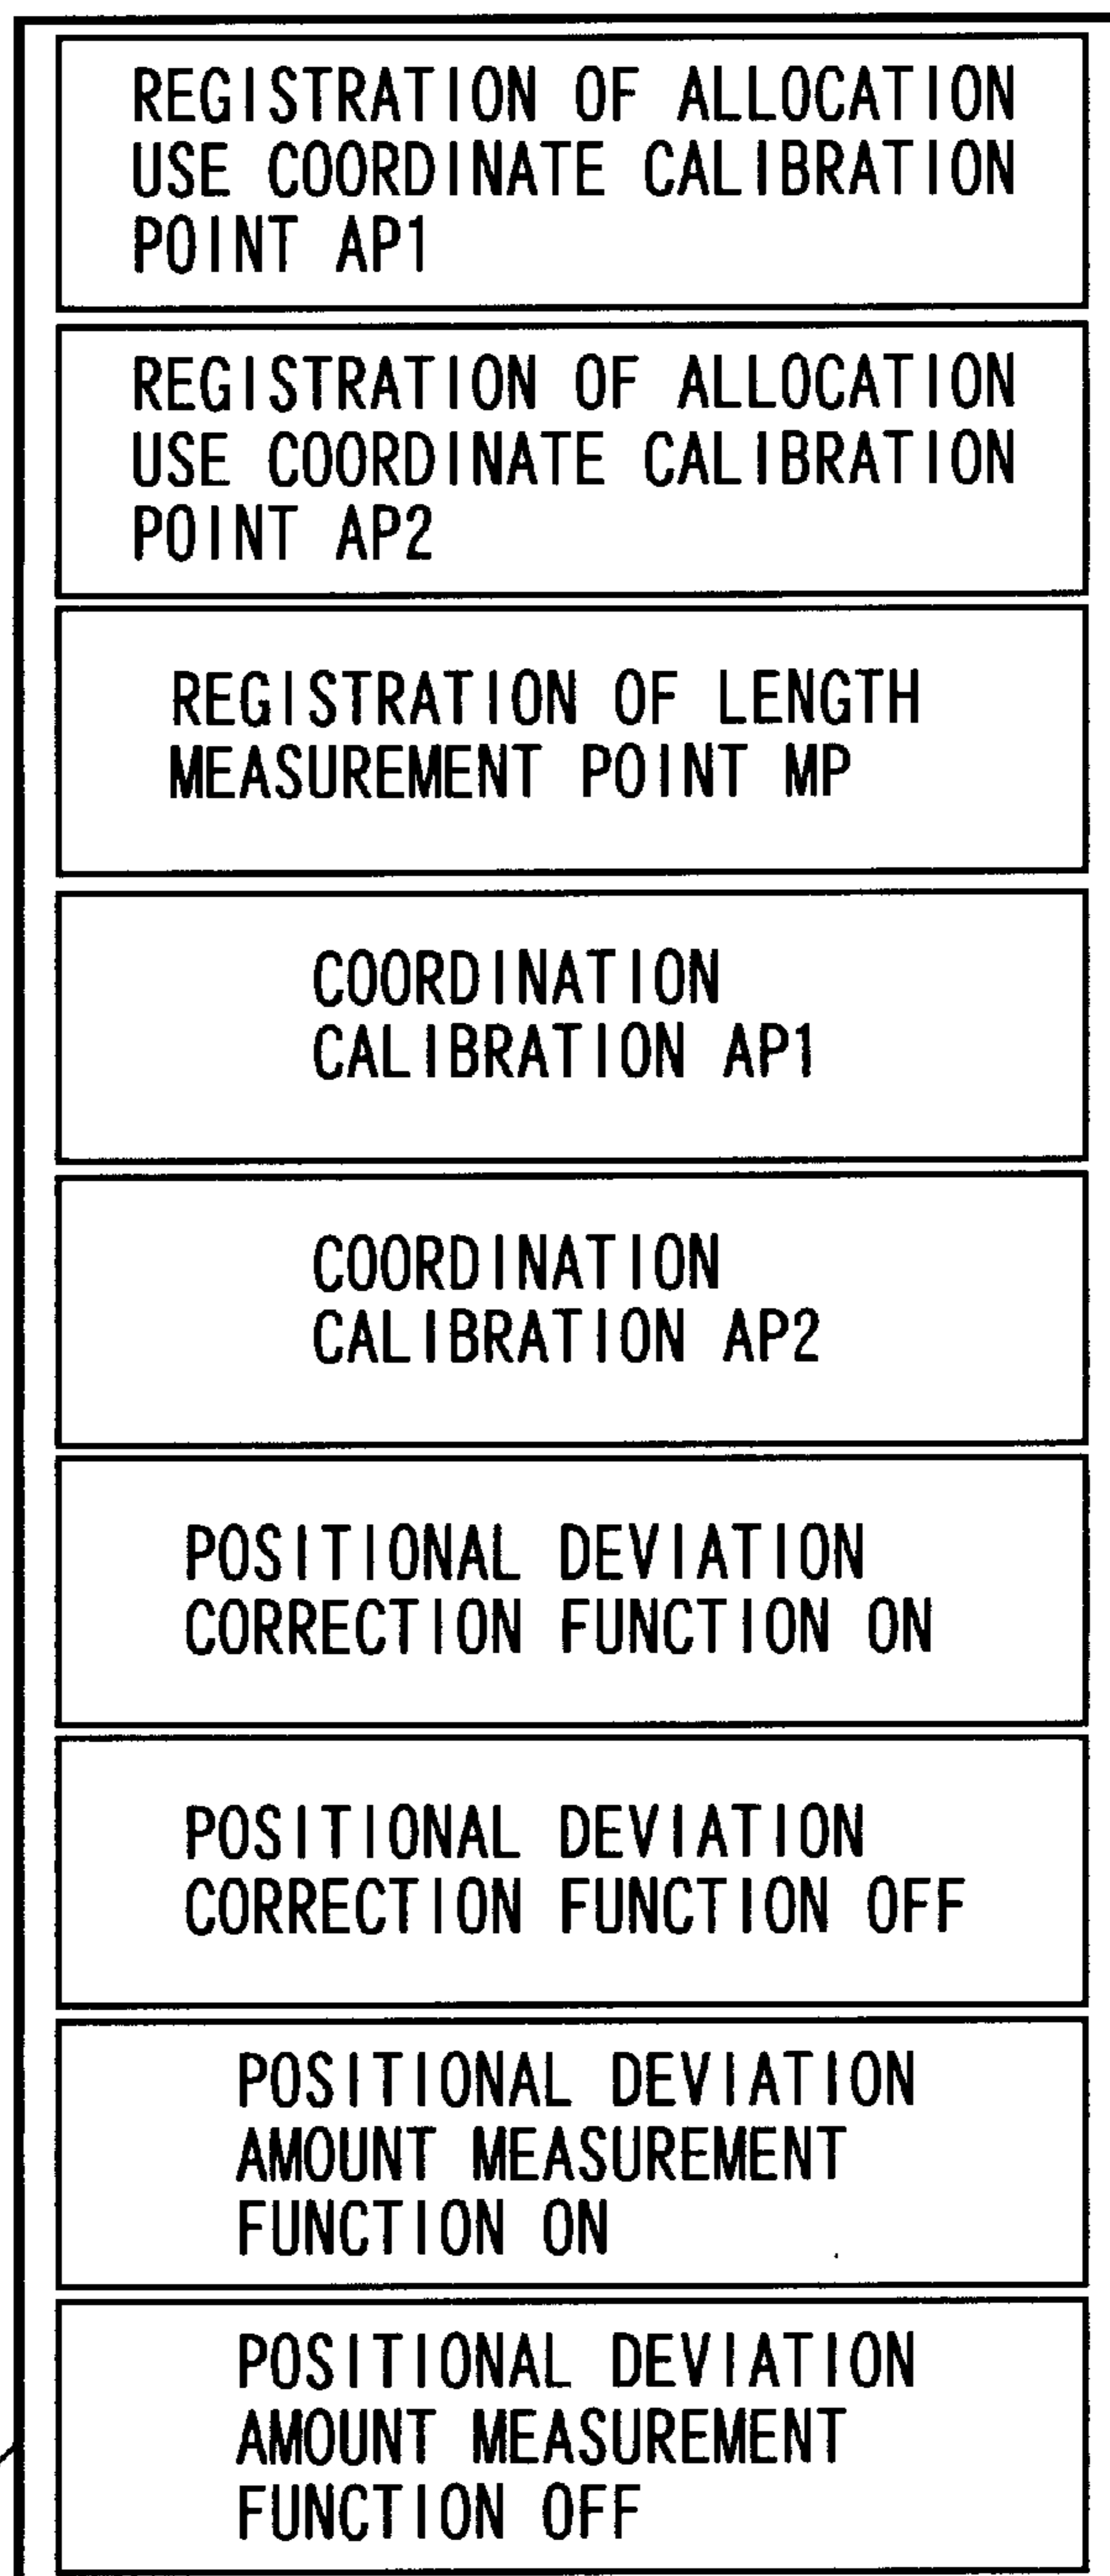 REGISTRATION OF ALLOCATION
USE COORDINATE CALIBRATION
POINT AP1
REGISTRATION OF ALLOCATION
USE COORDINATE CALIBRATION
POINT AP2
REGISTRATION OF LENGTH
MEASUREMENT POINT MP
COORDINATION
CALIBRATION AP1
COORDINATION
CALIBRATION AP2
POSITIONAL DEVIATION
CORRECTION FUNCTION ON
POSITIONAL DEVIATION
CORRECTION FUNCTION OFF
POSITIONAL DEVIATION
AMOUNT MEASUREMENT
FUNCTION ON
POSITIONAL DEVIATION
AMOUNT MEASUREMENT
FUNCTION OFF